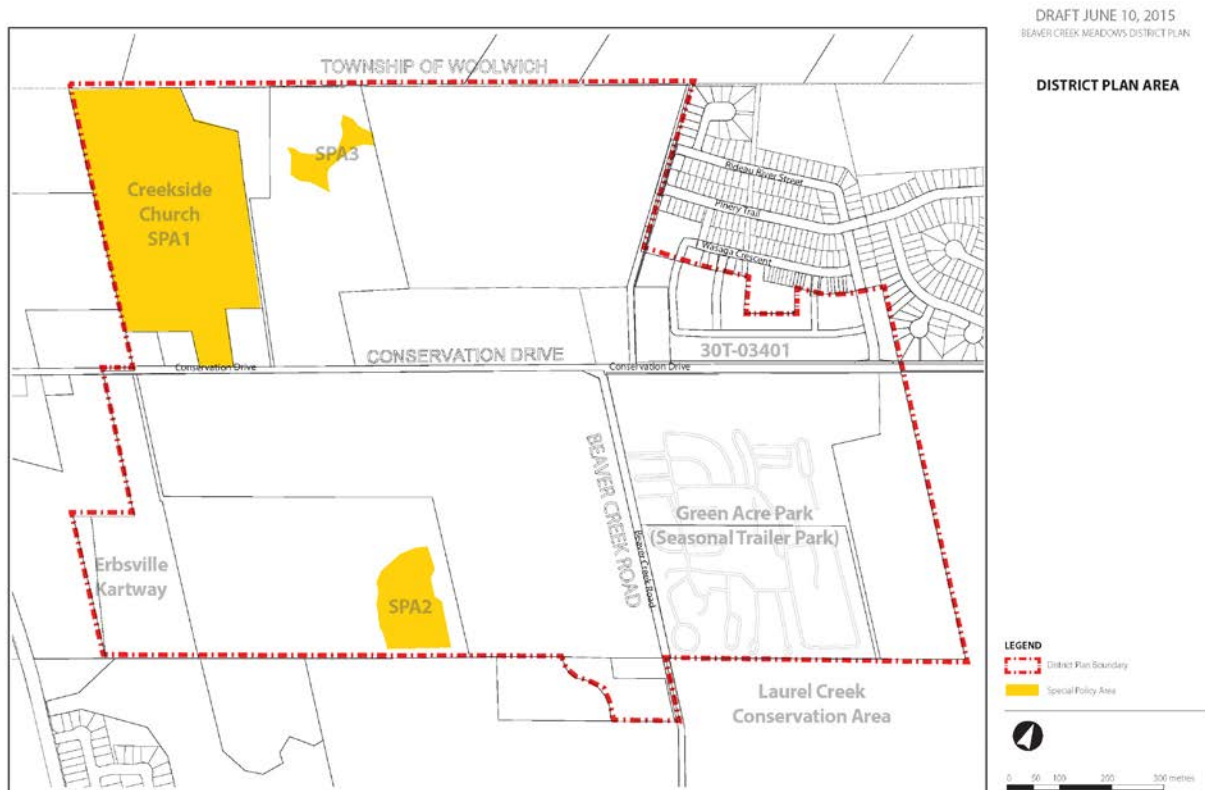 DRAFT JUNE 10, 2015
BEAVER CREEK MEADOWS DISTRICT PLAN
DISTRICT PLAN AREA
TOWNSHIP OF WOOLWICH
SPA3
Creekside
Church
SPA1
Rideau River Street
Pinery Trail
Wasaga Crescent
30T-03401
CONSERVATION DRIVE
Conservation Drive
Conservation Drive
BEAVER CREEK ROAD
Beaver Creek Road
Green Acre Park
(Seasonal Trailer Park)
Erbsville
Kartway
SPA2
Laurel Creek
Conservation Area
LEGEND
District Plan Boundary
Special Policy Area
0 50 100 200 300 metres